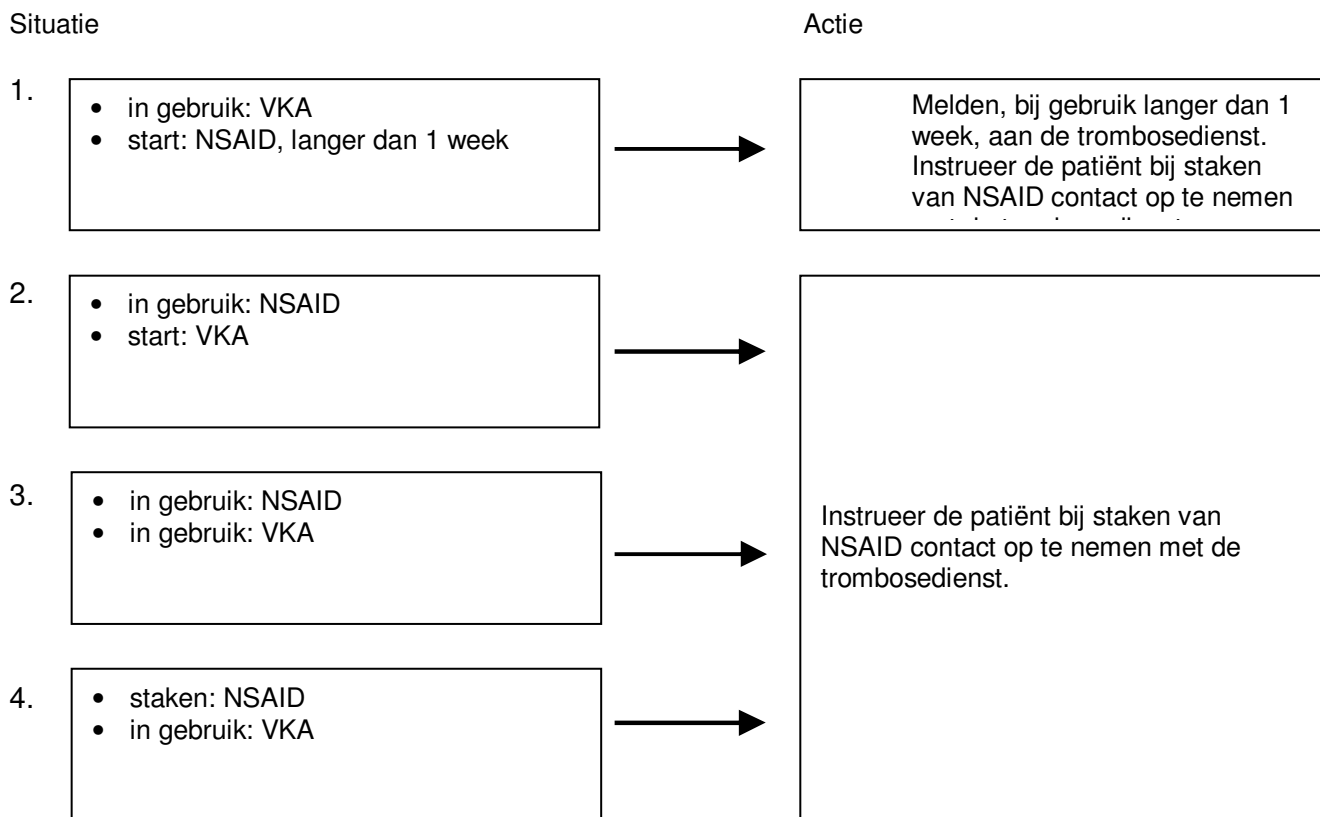 Situatie Actie
1.
• in gebruik: VKA
• start: NSAID, langer dan 1 week
Melden, bij gebruik langer dan 1
week, aan de trombosedienst.
Instrueer de patiënt bij staken
van NSAID contact op te nemen
2.
• in gebruik: NSAID
• start: VKA
3.
• in gebruik: NSAID
• in gebruik: VKA
4.
• staken: NSAID
• in gebruik: VKA
Instrueer de patiënt bij staken van
NSAID contact op te nemen met de
trombosedienst.